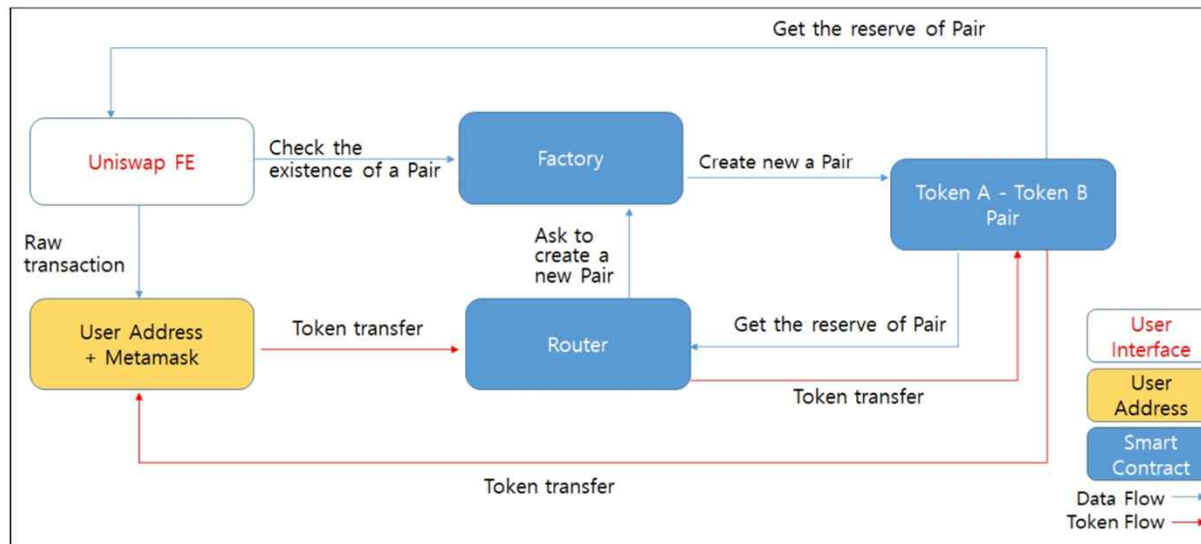 Get the reserve of Pair
Uniswap FE
Check the
existence of a Pair
Factory
Create new a Pair
Token A - Token B
Pair
Raw
transaction
Ask to
create a
new Pair
User Address
+ Metamask
Token transfer
Router
Get the reserve of Pair
Token transfer
Token transfer
User
Interface
User
Address
Smart
Contract
Data Flow
Token Flow